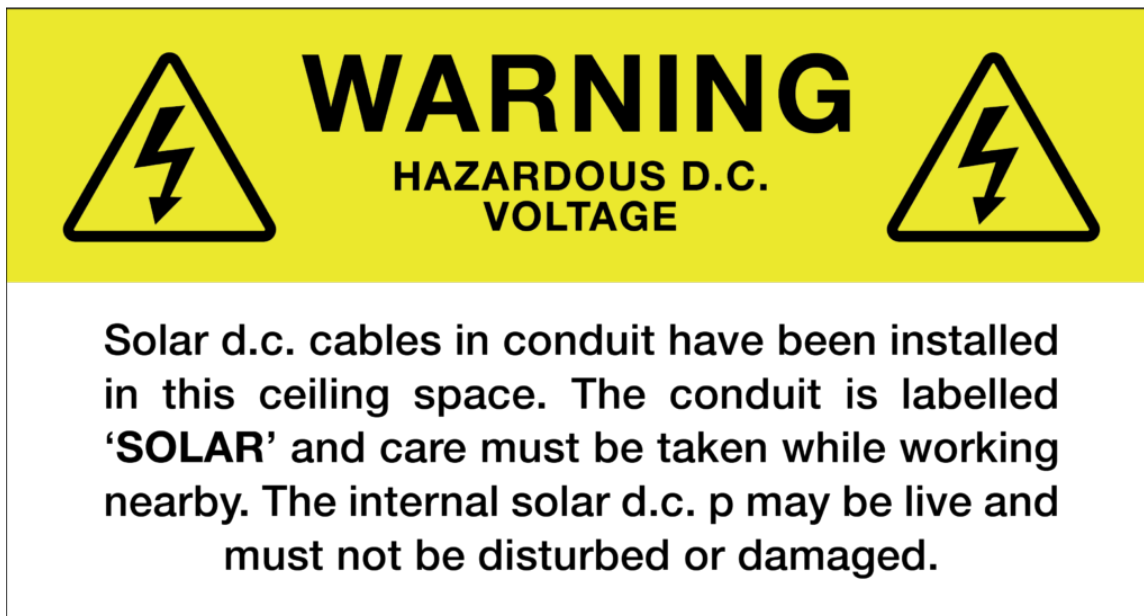 WARNING
HAZARDOUS D.C.
VOLTAGE
Solar d.c. cables in conduit have been installed
in this ceiling space. The conduit is labelled
‘SOLAR’ and care must be taken while working
nearby. The internal solar d.c. p may be live and
must not be disturbed or damaged.